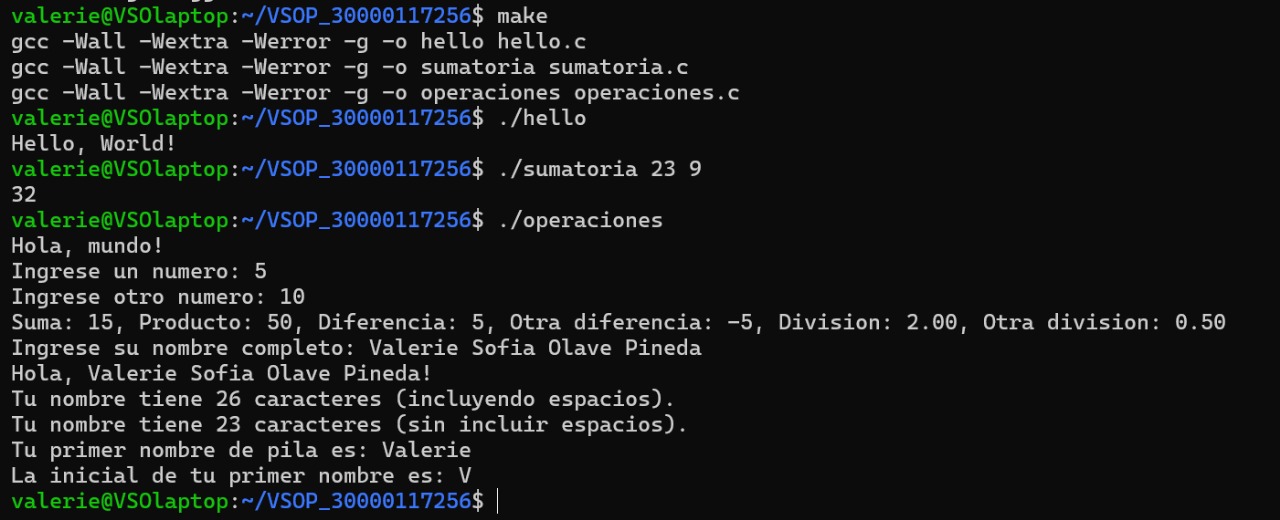 valerie@VSOlaptop:~/VSOP_30000117256$ make
gcc -Wall -Wextra -Werror -g -o hello hello.c
gcc -Wall -Wextra -Werror -g -o sumatoria sumatoria.c
gcc -Wall -Wextra -Werror -g -o operaciones operaciones.c
valerie@VSOlaptop:~/VSOP_30000117256$ ./hello
Hello, World!
valerie@VSOlaptop:~/VSOP_30000117256$ ./sumatoria 23 9
32
valerie@VSOlaptop:~/VSOP_30000117256$ ./operaciones
Hola, mundo!
Ingrese un numero: 5
Ingrese otro numero: 10
Suma: 15, Producto: 50, Diferencia: 5, Otra diferencia: -5, Division: 2.00, Otra division: 0.50
Ingrese su nombre completo: Valerie Sofia Olave Pineda
Hola, Valerie Sofia Olave Pineda!
Tu nombre tiene 26 caracteres (incluyendo espacios).
Tu nombre tiene 23 caracteres (sin incluir espacios).
Tu primer nombre de pila es: Valerie
La inicial de tu primer nombre es: V
valerie@VSOlaptop:~/VSOP_30000117256$